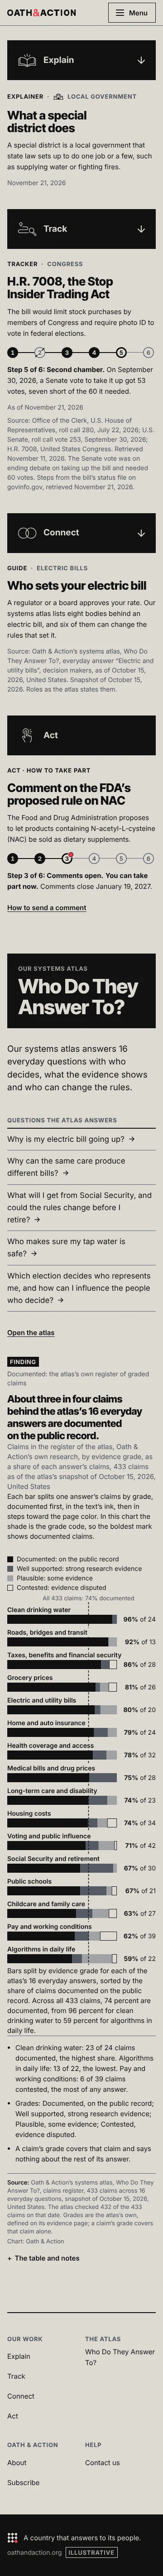 OATH&ACTION
Menu
Explain
EXPLAINER · LOCAL GOVERNMENT
What a special
district does
A special district is a local government that
state law sets up to do one job or a few, such
as supplying water or fighting fires.
November 21, 2026
Track
TRACKER · CONGRESS
H.R. 7008, the Stop
Insider Trading Act
The bill would limit stock purchases by
members of Congress and require photo ID to
vote in federal elections.
1 2 3 4 5 6
Step 5 of 6: Second chamber. On September
30, 2026, a Senate vote to take it up got 53
votes, seven short of the 60 it needed.
As of November 21, 2026
Source: Office of the Clerk, U.S. House of
Representatives, roll call 280, July 22, 2026; U.S.
Senate, roll call vote 253, September 30, 2026;
H.R. 7008, United States Congress. Retrieved
November 11, 2026. The Senate vote was on
ending debate on taking up the bill and needed
60 votes. Steps from the bill's status file on
govinfo.gov, retrieved November 21, 2026.
Connect
GUIDE · ELECTRIC BILLS
Who sets your electric bill
A regulator or a board approves your rate. Our
systems atlas lists eight bodies behind an
electric bill, and six of them can change the
rules that set it.
Source: Oath & Action's systems atlas, Who Do
They Answer To?, everyday answer “Electric and
utility bills”, decision makers, as of October 15,
2026, United States. Snapshot of October 15,
2026. Roles as the atlas states them.
Act
ACT · HOW TO TAKE PART
Comment on the FDA's
proposed rule on NAC
The Food and Drug Administration proposes
to let products containing N-acetyl-L-cysteine
(NAC) be sold as dietary supplements.
1 2 3 4 5 6
Step 3 of 6: Comments open. You can take
part now. Comments close January 19, 2027.
How to send a comment
OUR SYSTEMS ATLAS
Who Do They
Answer To?
Our systems atlas answers 16
everyday questions with who
decides, what the evidence shows
and who can change the rules.
QUESTIONS THE ATLAS ANSWERS
Why is my electric bill going up? →
Why can the same care produce
different bills? →
What will I get from Social Security, and
could the rules change before I
retire? →
Who makes sure my tap water is
safe? →
Which election decides who represents
me, and how can I influence the people
who decide? →
Open the atlas
FINDING
Documented: the atlas's own register of graded
claims
About three in four claims
behind the atlas's 16 everyday
answers are documented
on the public record.
Claims in the register of the atlas, Oath &
Action's own research, by evidence grade, as
a share of each answer's claims, 433 claims
as of the atlas's snapshot of October 15, 2026,
United States
Each bar splits one answer's claims by grade,
documented first, in the text's ink, then in
steps toward the page color. In this chart the
shade is the grade code, so the boldest mark
shows documented claims.
Documented: on the public record
Well supported: strong research evidence
Plausible: some evidence
Contested: evidence disputed
All 433 claims: 74% documented
Clean drinking water
96% of 24
Roads, bridges and transit
92% of 13
Taxes, benefits and financial security
86% of 28
Grocery prices
81% of 26
Electric and utility bills
80% of 20
Home and auto insurance
79% of 24
Health coverage and access
78% of 32
Medical bills and drug prices
75% of 28
Long-term care and disability
74% of 23
Housing costs
74% of 34
Voting and public influence
71% of 42
Social Security and retirement
67% of 30
Public schools
67% of 21
Childcare and family care
63% of 27
Pay and working conditions
62% of 39
Algorithms in daily life
59% of 22
Bars split by evidence grade for each of the
atlas's 16 everyday answers, sorted by the
share of claims documented on the public
record. Across all 433 claims, 74 percent are
documented, from 96 percent for clean
drinking water to 59 percent for algorithms in
daily life.
• Clean drinking water: 23 of 24 claims
documented, the highest share. Algorithms
in daily life: 13 of 22, the lowest. Pay and
working conditions: 6 of 39 claims
contested, the most for any answer.
• Grades: Documented, on the public record;
Well supported, strong research evidence;
Plausible, some evidence; Contested,
evidence disputed.
• A claim's grade covers that claim and says
nothing about the rest of its answer.
Source: Oath & Action's systems atlas, Who Do They
Answer To?, claims register, 433 claims across 16
everyday questions, snapshot of October 15, 2026,
United States. The atlas checked 432 of the 433
claims on that date. Grades are the atlas's own,
defined on its evidence page; a claim's grade covers
that claim alone.
Chart: Oath & Action
+ The table and notes
OUR WORK
Explain
Track
Connect
Act
THE ATLAS
Who Do They Answer
To?
OATH & ACTION
About
Subscribe
HELP
Contact us
A country that answers to its people.
oathandaction.org ILLUSTRATIVE